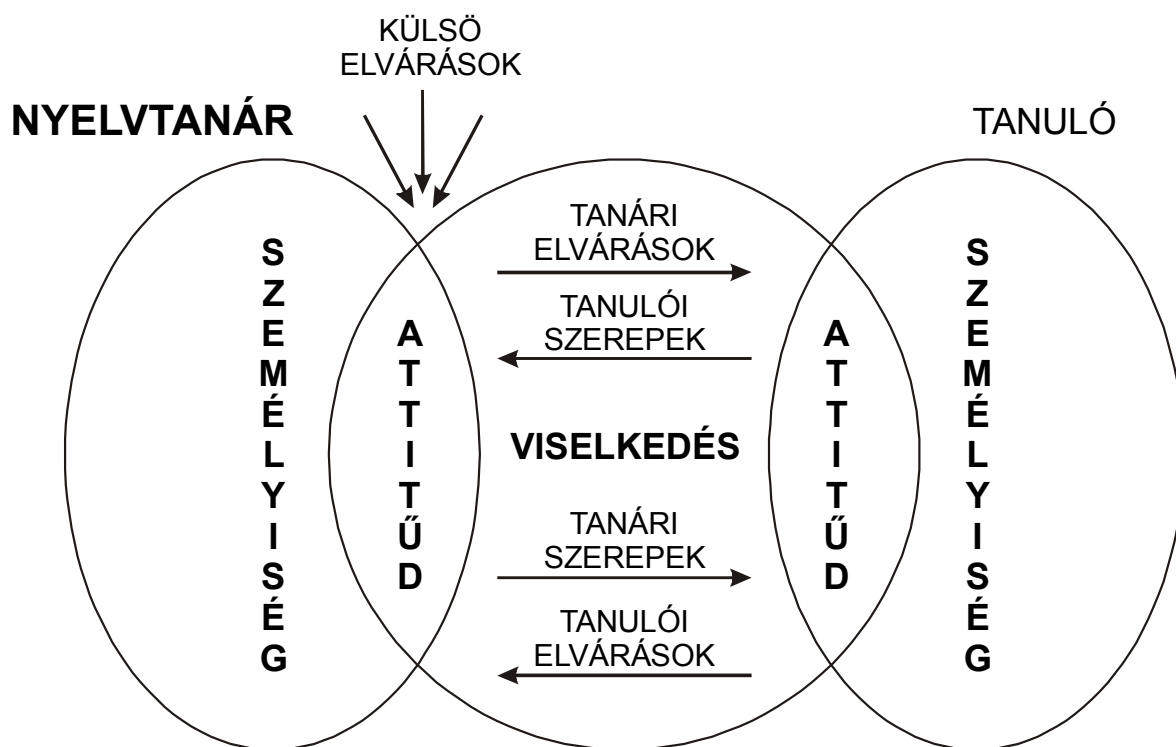 KÜLSÖ
ELVÁRÁSOK
NYELVTANÁR
TANULÓ
SZEMÉLYISÉG
ATTITŰD
TANÁRI
ELVÁRÁSOK
TANULÓI
SZEREPEK
VISELKEDÉS
TANÁRI
SZEREPEK
TANULÓI
ELVÁRÁSOK
ATTITŰD
SZEMÉLYISÉG